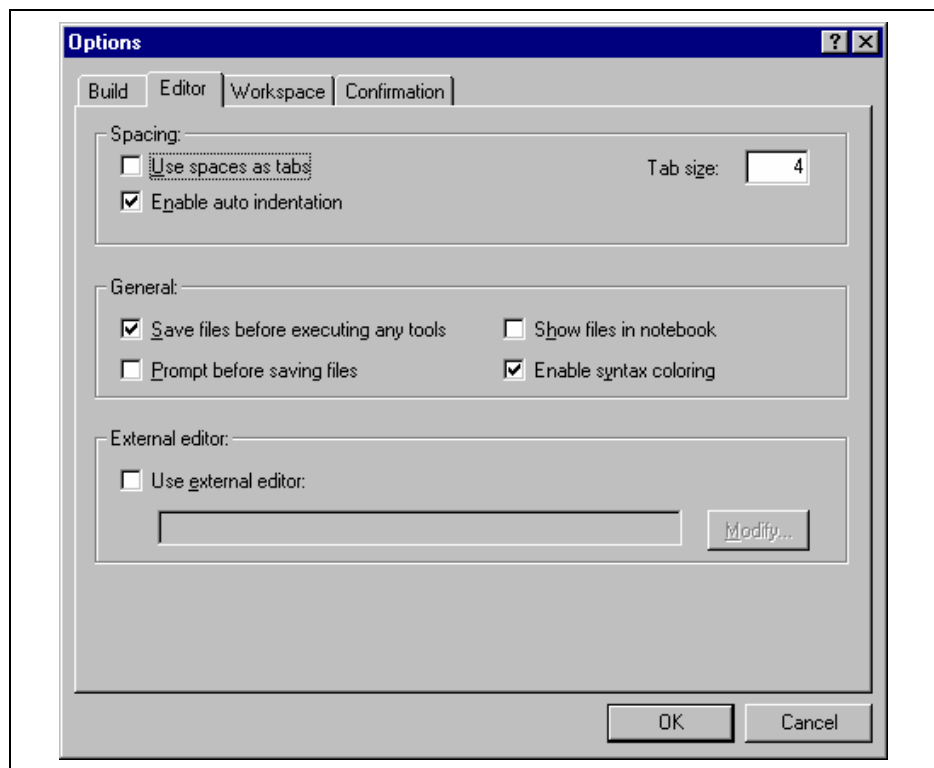 Options
Build Editor Workspace Confirmation
Spacing:
Use spaces as tabs Tab size: 4
Enable auto indentation
General:
Save files before executing any tools Show files in notebook
Prompt before saving files Enable syntax coloring
External editor:
Use external editor:
Modify...
OK Cancel